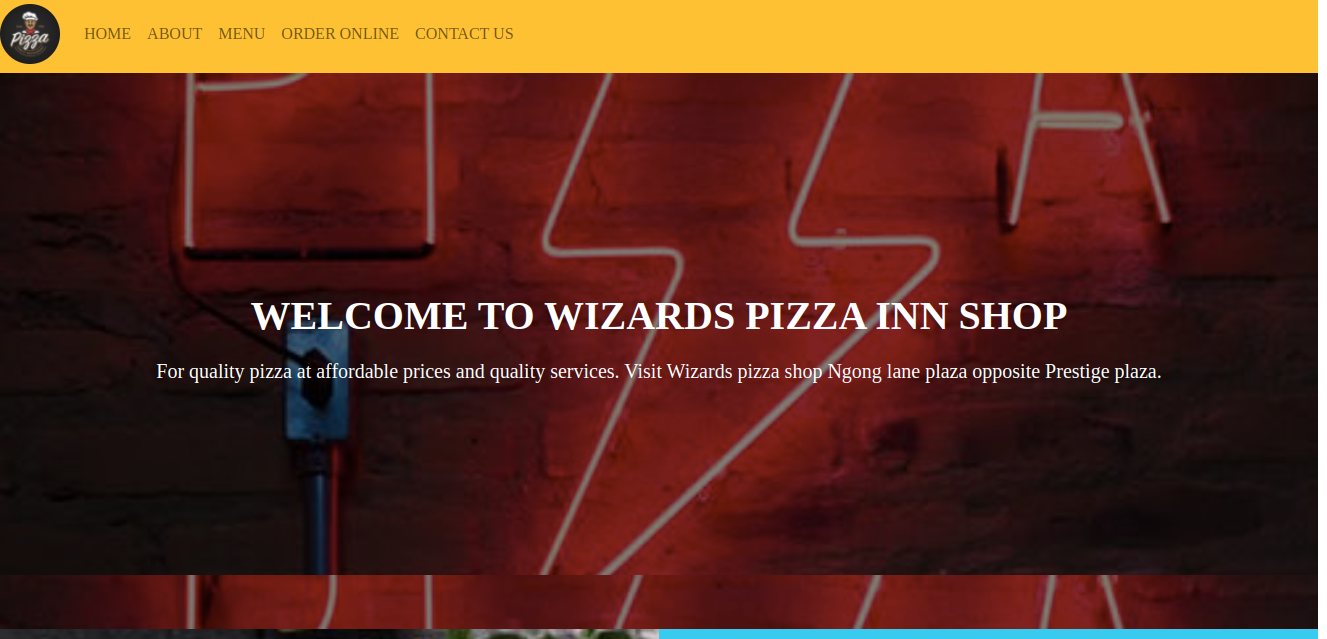 Pizza
HOME ABOUT MENU ORDER ONLINE CONTACT US
WELCOME TO WIZARDS PIZZA INN SHOP
For quality pizza at affordable prices and quality services. Visit Wizards pizza shop Ngong lane plaza opposite Prestige plaza.